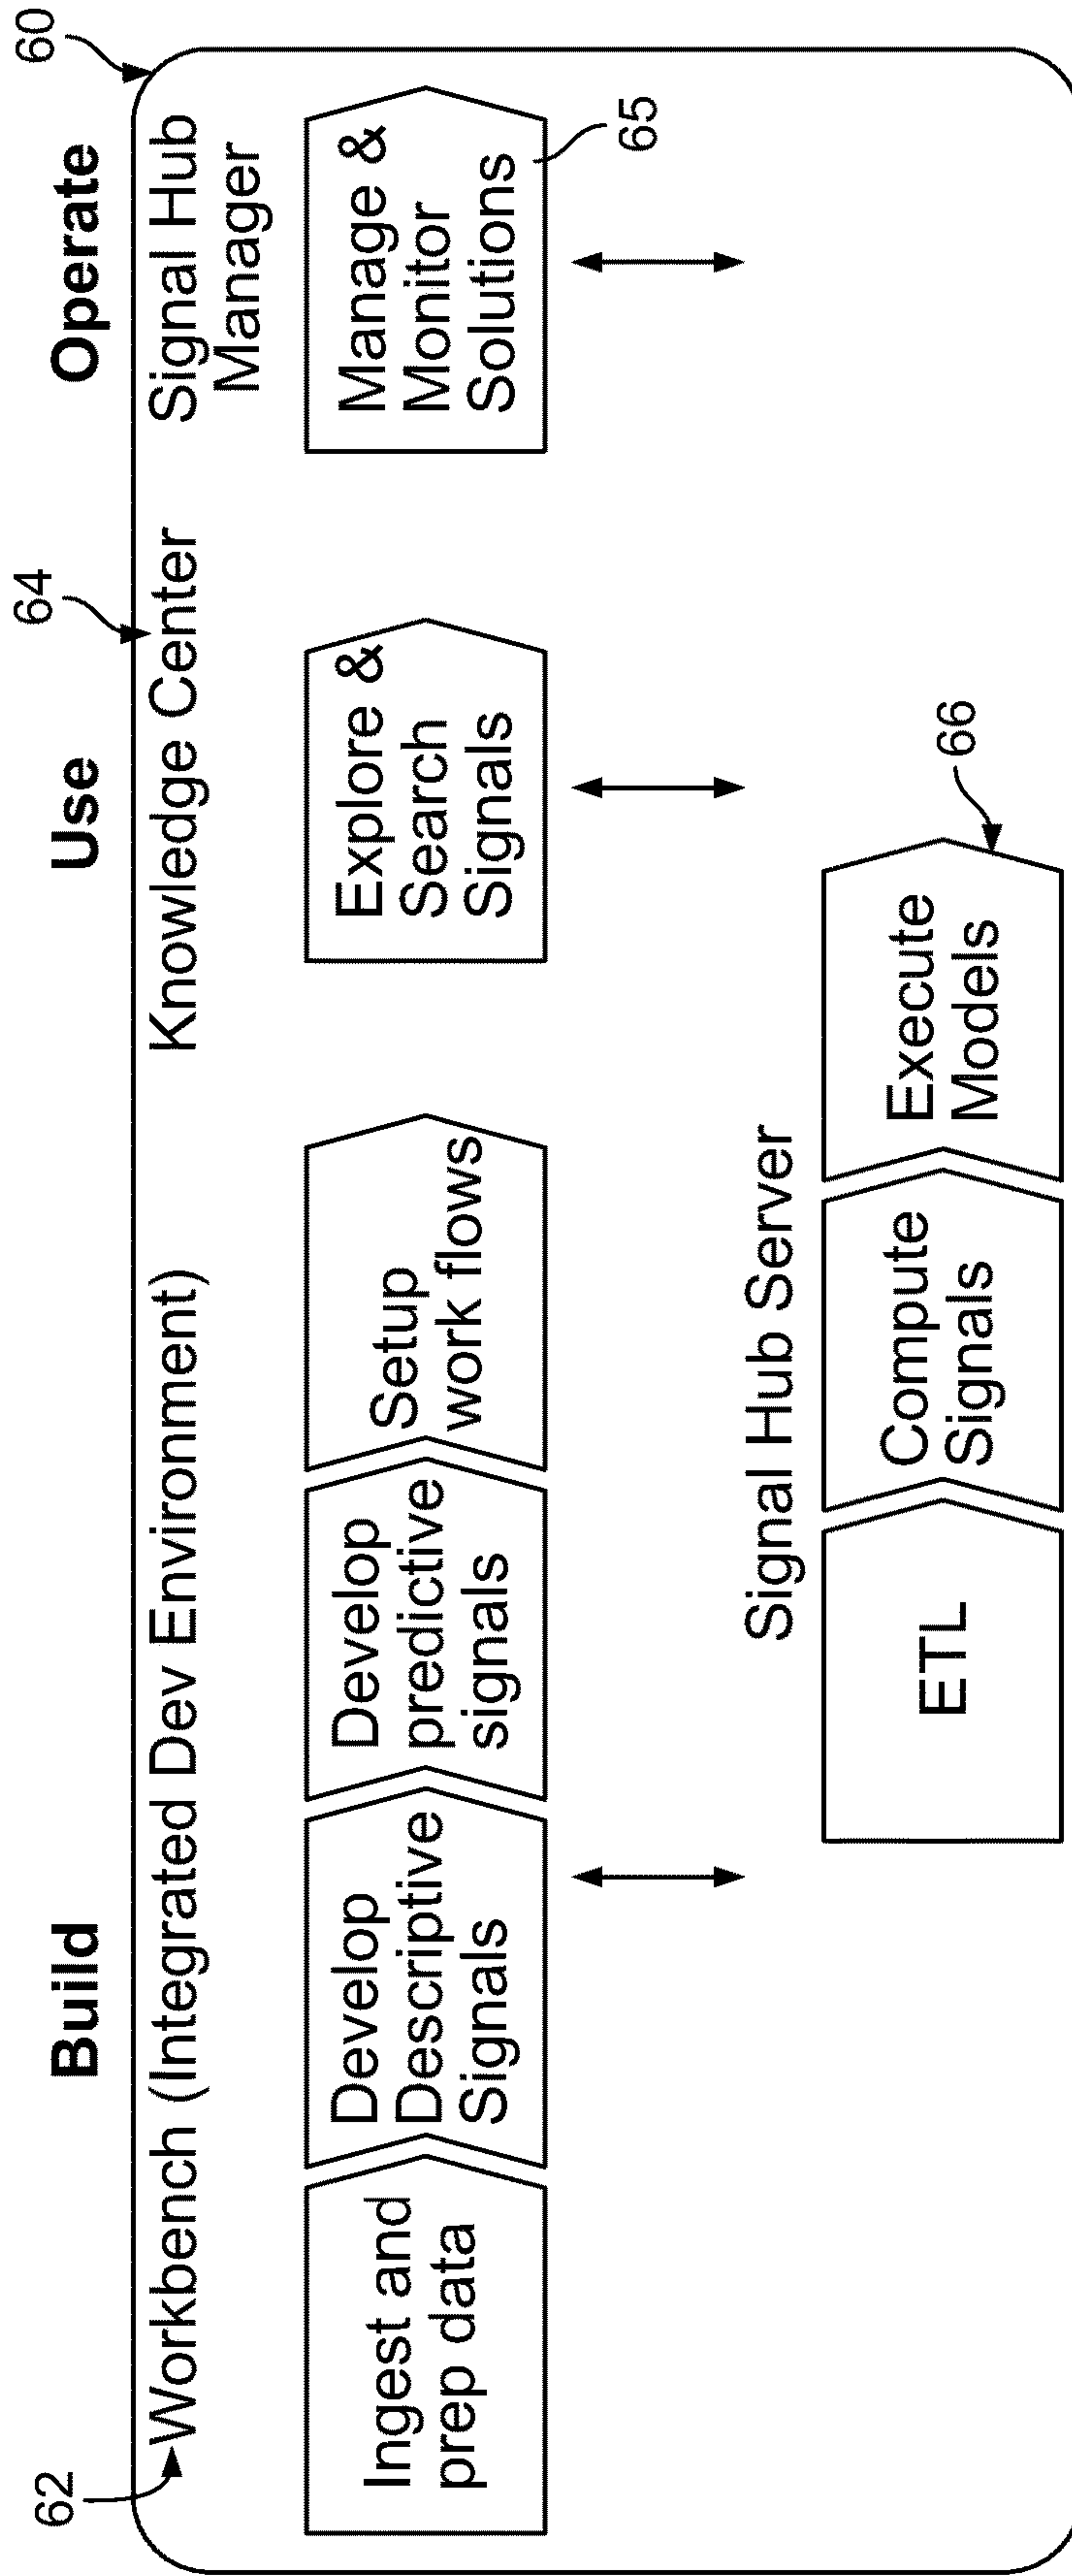 Build
Use
Operate
60
62
64
Workbench (Integrated Dev Environment)
Knowledge Center
Signal Hub
Manager
Ingest and
prep data
Develop
Descriptive
Signals
Develop
predictive
signals
Setup
work flows
Explore &
Search
Signals
Manage &
Monitor
Solutions
65
Signal Hub Server
ETL
Compute
Signals
Execute
Models
66